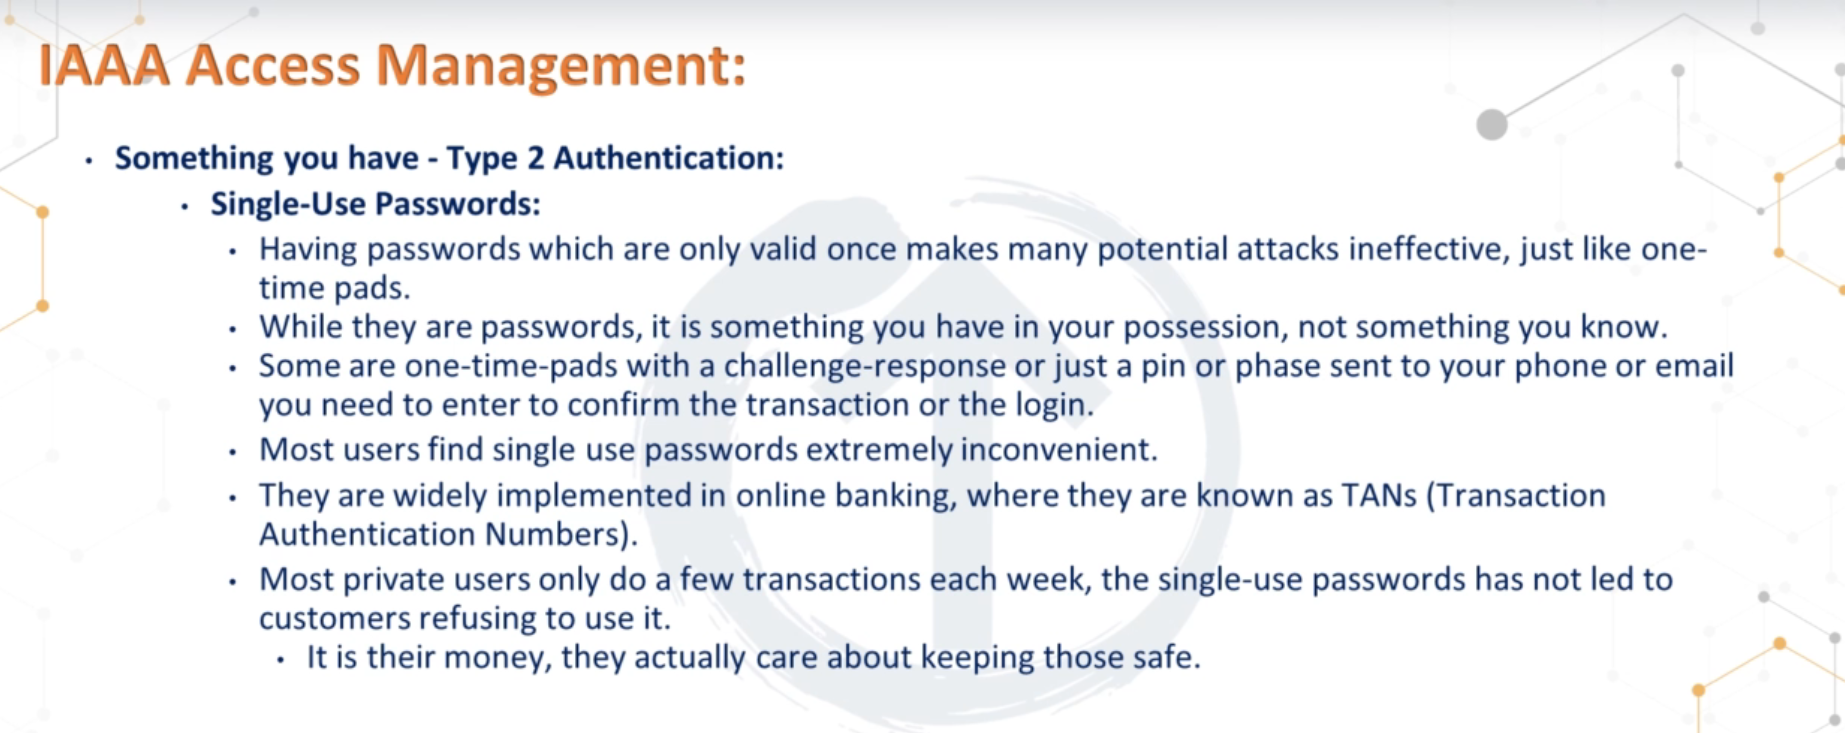 IAAA Access Management:
· Something you have - Type 2 Authentication:
· Single-Use Passwords:
· Having passwords which are only valid once makes many potential attacks ineffective, just like one-
time pads.
· While they are passwords, it is something you have in your possession, not something you know.
· Some are one-time-pads with a challenge-response or just a pin or phase sent to your phone or email
you need to enter to confirm the transaction or the login.
· Most users find single use passwords extremely inconvenient.
· They are widely implemented in online banking, where they are known as TANs (Transaction
Authentication Numbers).
· Most private users only do a few transactions each week, the single-use passwords has not led to
customers refusing to use it.
· It is their money, they actually care about keeping those safe.